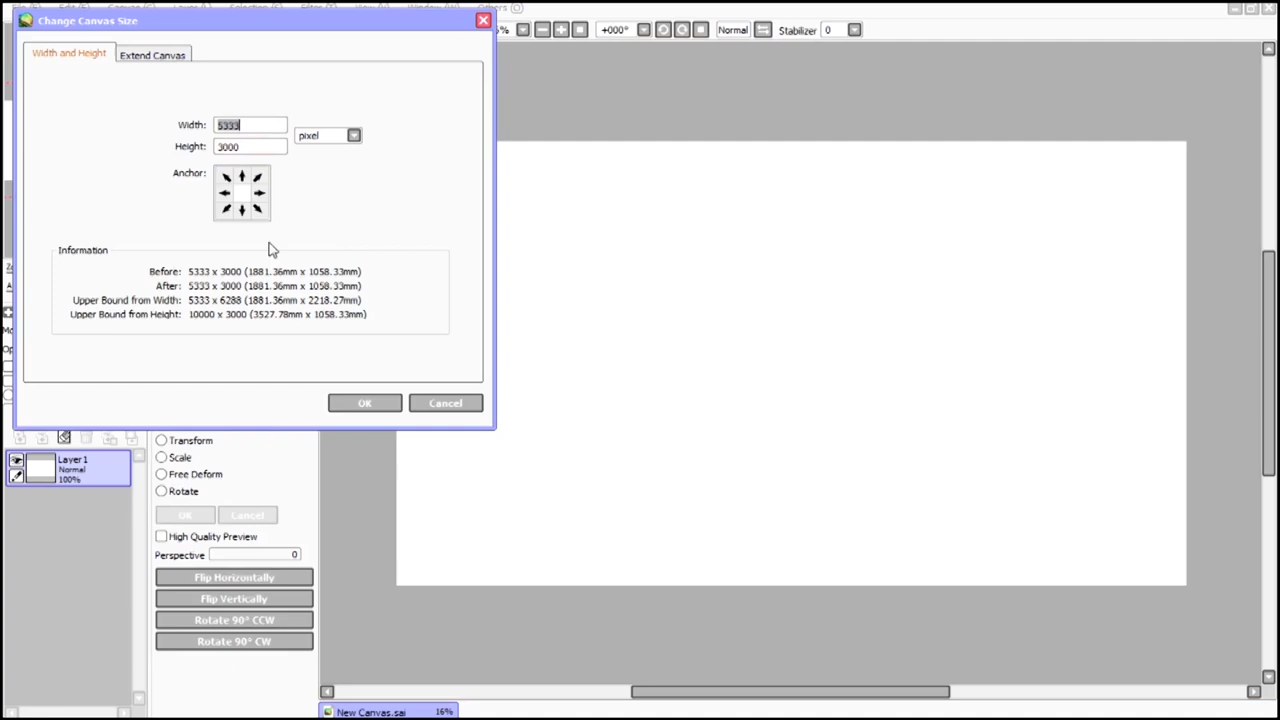 Change Canvas Size
Width and Height
Extend Canvas
Width: 5333
pixel
Height: 3000
Anchor:
Information
Before: 5333 x 3000 (1881.36mm x 1058.33mm)
After: 5333 x 3000 (1881.36mm x 1058.33mm)
Upper Bound from Width: 5333 x 6288 (1881.36mm x 2218.27mm)
Upper Bound from Height: 10000 x 3000 (3527.78mm x 1058.33mm)
OK Cancel
+000° Normal Stabilizer 0
Layer1
Normal
100%
Transform
Scale
Free Deform
Rotate
OK Cancel
High Quality Preview
Perspective 0
Flip Horizontally
Flip Vertically
Rotate 90° CCW
Rotate 90° CW
New Canvas.sai 16%